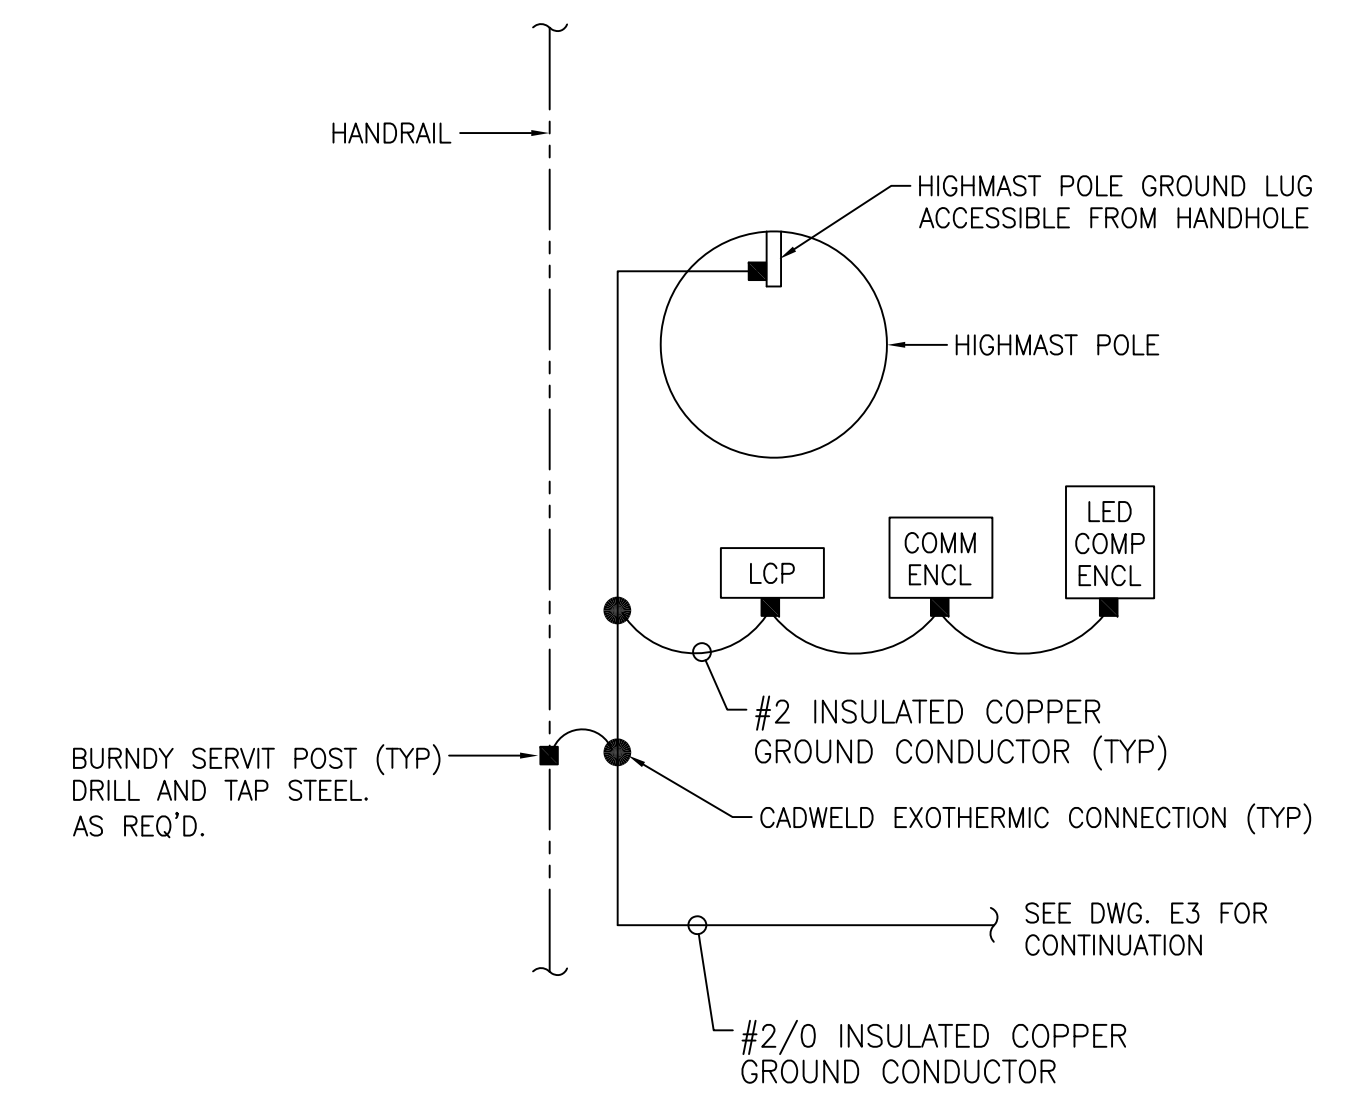 HANDRAIL
HIGHMAST POLE GROUND LUG
ACCESSIBLE FROM HANDHOLE
HIGHMAST POLE
LED
COMP
ENCL
COMM
ENCL
LCP
#2 INSULATED COPPER
GROUND CONDUCTOR (TYP)
BURNDY SERVIT POST (TYP)
DRILL AND TAP STEEL.
AS REQ'D.
CADWELD EXOTHERMIC CONNECTION (TYP)
SEE DWG. E3 FOR
CONTINUATION
#2/0 INSULATED COPPER
GROUND CONDUCTOR